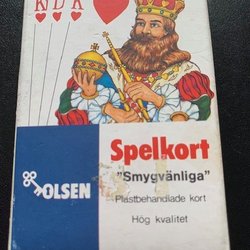 K D K
Spelkort
"Smygvänliga"
OLSEN
Plastbehandlade kort
Hög kvalitet